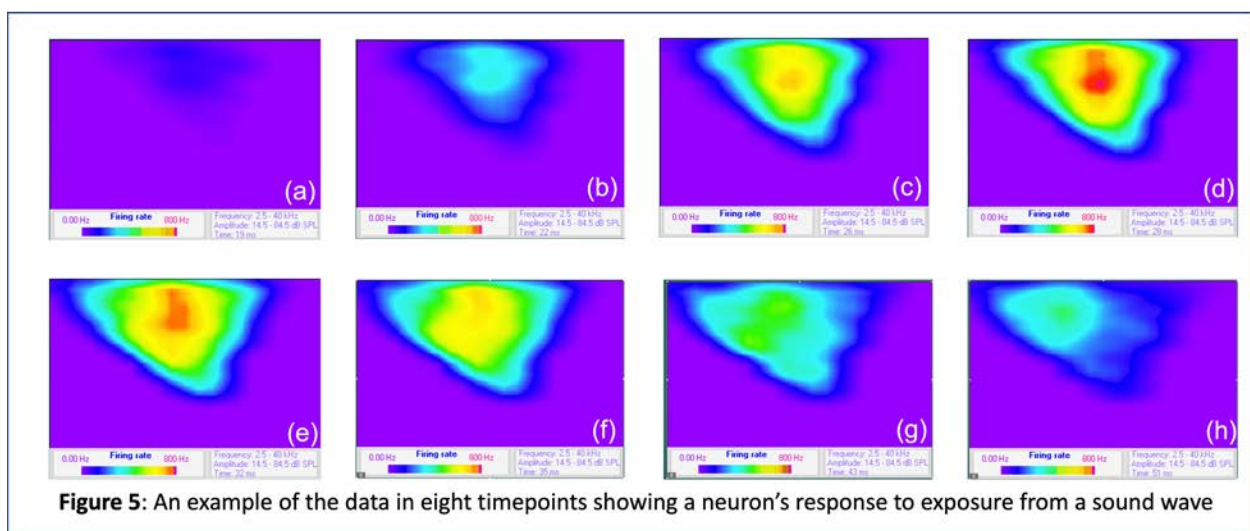 (a)
0.00 Hz Firing rate 800 Hz
Frequency: 2.5 - 40 kHz
Amplitude: 14.5 - 84.5 dB SPL
Time: 19 ms
(b)
0.00 Hz Firing rate 800 Hz
Frequency: 2.5 - 40 kHz
Amplitude: 14.5 - 84.5 dB SPL
Time: 22 ms
(c)
0.00 Hz Firing rate 800 Hz
Frequency: 2.5 - 40 kHz
Amplitude: 14.5 - 84.5 dB SPL
Time: 26 ms
(d)
0.00 Hz Firing rate 800 Hz
Frequency: 2.5 - 40 kHz
Amplitude: 14.5 - 84.5 dB SPL
Time: 28 ms
(e)
0.00 Hz Firing rate 800 Hz
Frequency: 2.5 - 40 kHz
Amplitude: 14.5 - 84.5 dB SPL
Time: 32 ms
(f)
0.00 Hz Firing rate 800 Hz
Frequency: 2.5 - 40 kHz
Amplitude: 14.5 - 84.5 dB SPL
Time: 35 ms
(g)
0.00 Hz Firing rate 800 Hz
Frequency: 2.5 - 40 kHz
Amplitude: 14.5 - 84.5 dB SPL
Time: 43 ms
(h)
0.00 Hz Firing rate 800 Hz
Frequency: 2.5 - 40 kHz
Amplitude: 14.5 - 84.5 dB SPL
Time: 51 ms
Figure 5: An example of the data in eight timepoints showing a neuron's response to exposure from a sound wave